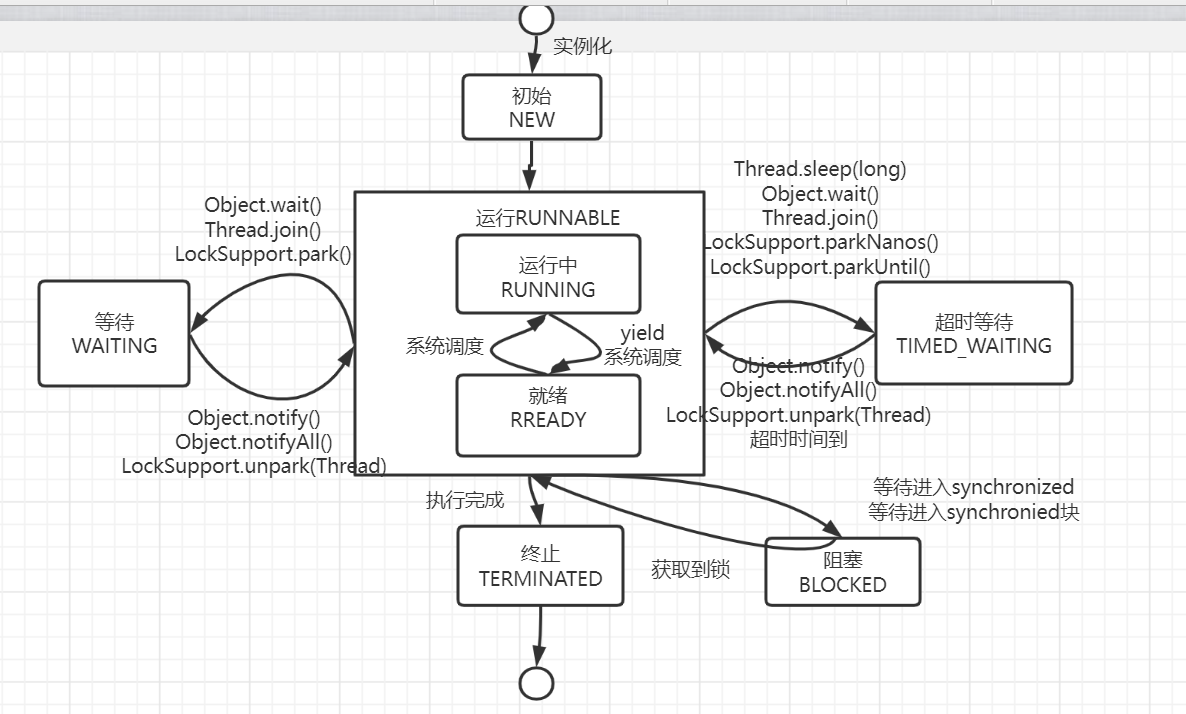 实例化
初始
NEW
Thread.sleep(long)
Object.wait()
Thread.join()
LockSupport.parkNanos()
LockSupport.parkUntil()
Object.wait()
Thread.join()
LockSupport.park()
运行RUNNABLE
运行中
RUNNING
等待
WAITING
超时等待
TIMED_WAITING
系统调度
yield
系统调度
就绪
RREADY
Object.notify()
Object.notifyAll()
LockSupport.unpark(Thread)
超时时间到
Object.notify()
Object.notifyAll()
LockSupport.unpark(Thread)
执行完成
等待进入synchronized
等待进入synchronied块
终止
TERMINATED
获取到锁
阻塞
BLOCKED